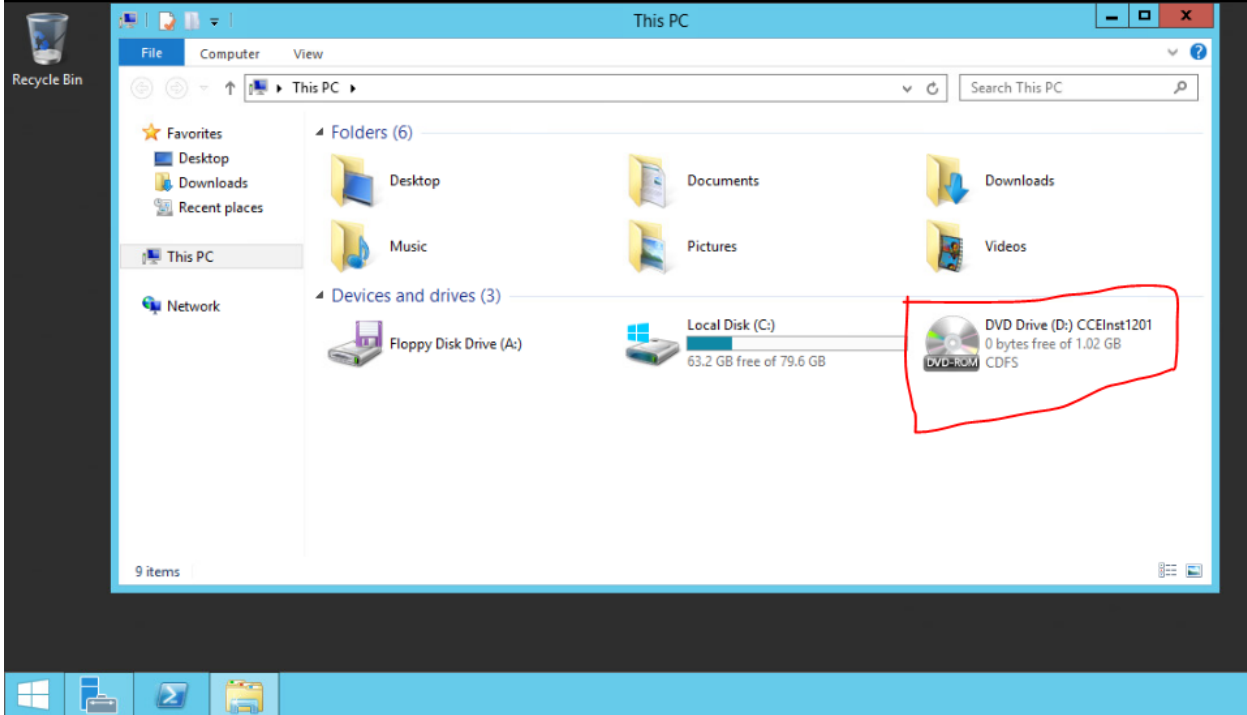 Recycle Bin
This PC
File Computer View
This PC
Search This PC
Favorites
Desktop
Downloads
Recent places
This PC
Network
Folders (6)
Desktop
Documents
Downloads
Music
Pictures
Videos
Devices and drives (3)
Floppy Disk Drive (A:)
Local Disk (C:)
63.2 GB free of 79.6 GB
DVD-ROM
DVD Drive (D:) CCEInst1201
0 bytes free of 1.02 GB
CDFS
9 items